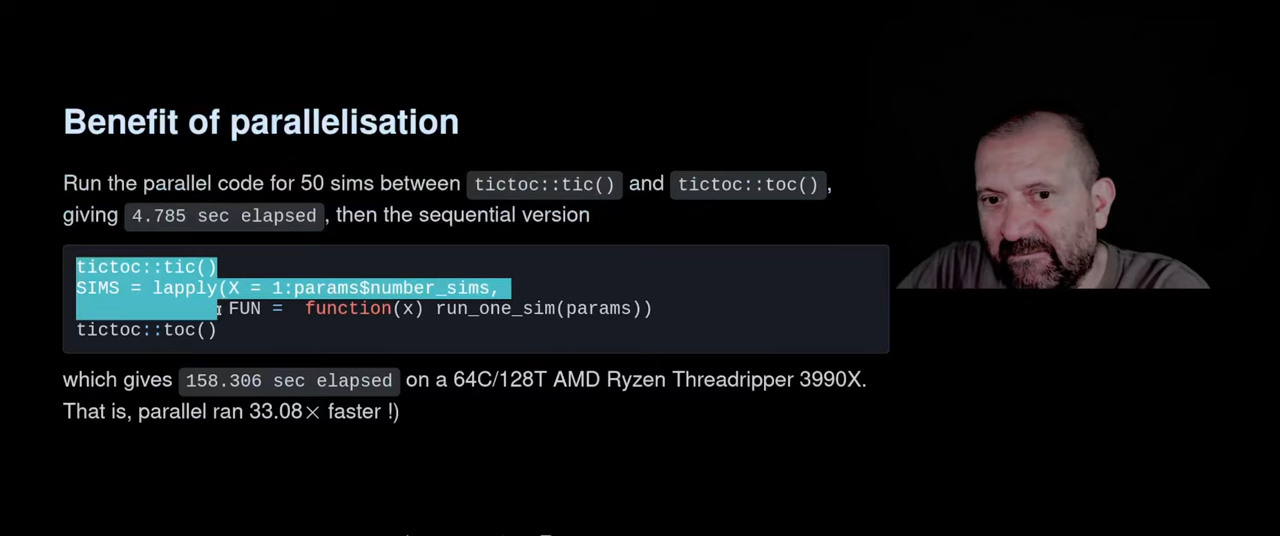 Benefit of parallelisation
Run the parallel code for 50 sims between tictoc::tic() and tictoc::toc(),
giving 4.785 sec elapsed, then the sequential version
tictoc::tic()
SIMS = lapply(X = 1:params$number_sims,
FUN =  function(x) run_one_sim(params))
tictoc::toc()
which gives 158.306 sec elapsed on a 64C/128T AMD Ryzen Threadripper 3990X.
That is, parallel ran 33.08× faster !)